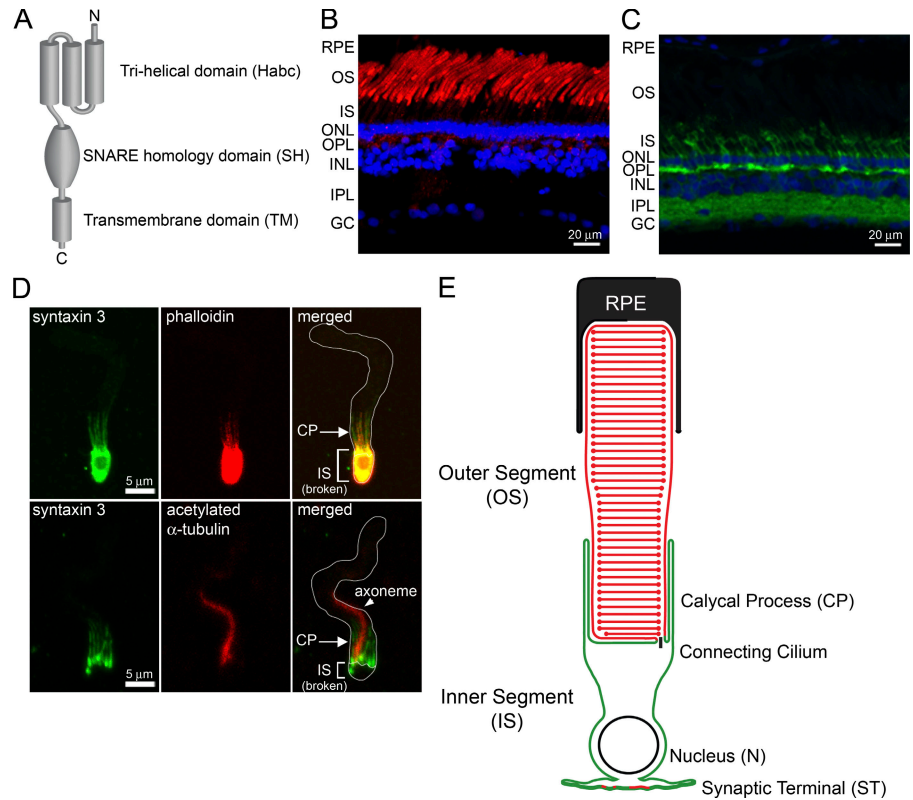 A
N
Tri-helical domain (Habc)
SNARE homology domain (SH)
Transmembrane domain (TM)
C
B
RPE
OS
IS
ONL
OPL
INL
IPL
GC
20 μm
C
RPE
OS
IS
ONL
OPL
INL
IPL
GC
20 μm
D
syntaxin 3
phalloidin
merged
CP
IS
(broken)
5 μm
syntaxin 3
acetylated
α-tubulin
merged
axoneme
CP
IS
(broken)
5 μm
E
RPE
Outer Segment
(OS)
Calycal Process (CP)
Connecting Cilium
Inner Segment
(IS)
Nucleus (N)
Synaptic Terminal (ST)